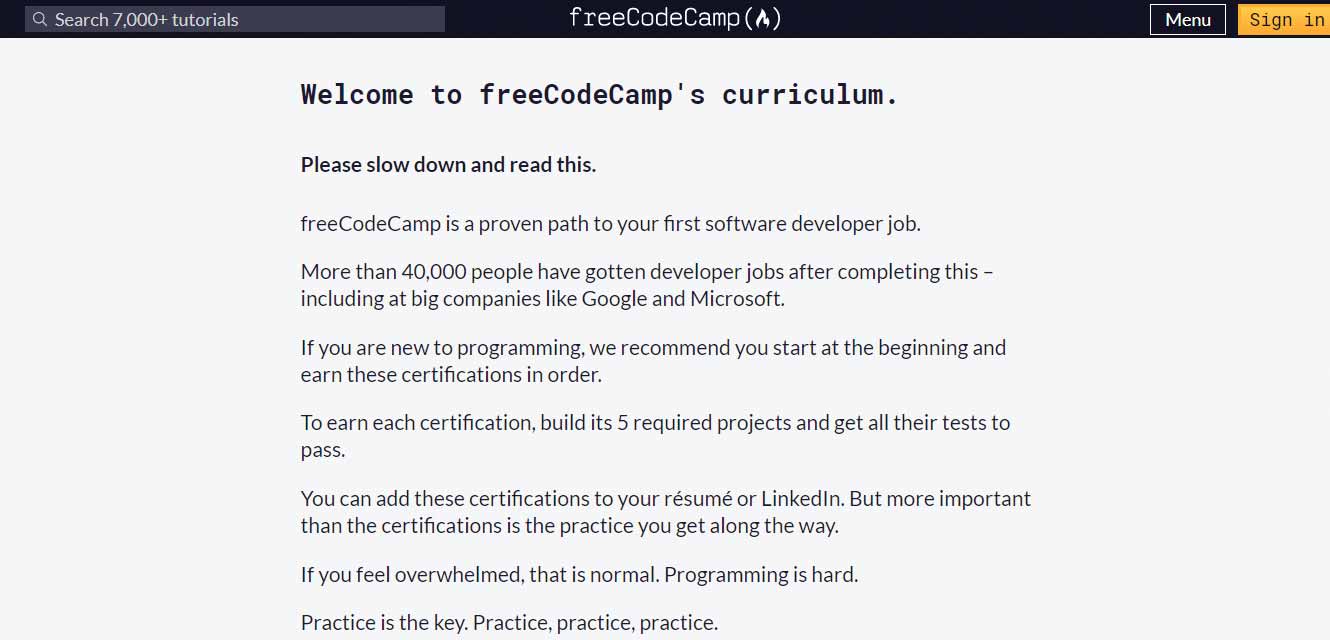 Search 7,000+ tutorials
freeCodeCamp(🔥)
Menu
Sign in
Welcome to freeCodeCamp's curriculum.
Please slow down and read this.
freeCodeCamp is a proven path to your first software developer job.
More than 40,000 people have gotten developer jobs after completing this –
including at big companies like Google and Microsoft.
If you are new to programming, we recommend you start at the beginning and
earn these certifications in order.
To earn each certification, build its 5 required projects and get all their tests to
pass.
You can add these certifications to your résumé or LinkedIn. But more important
than the certifications is the practice you get along the way.
If you feel overwhelmed, that is normal. Programming is hard.
Practice is the key. Practice, practice, practice.